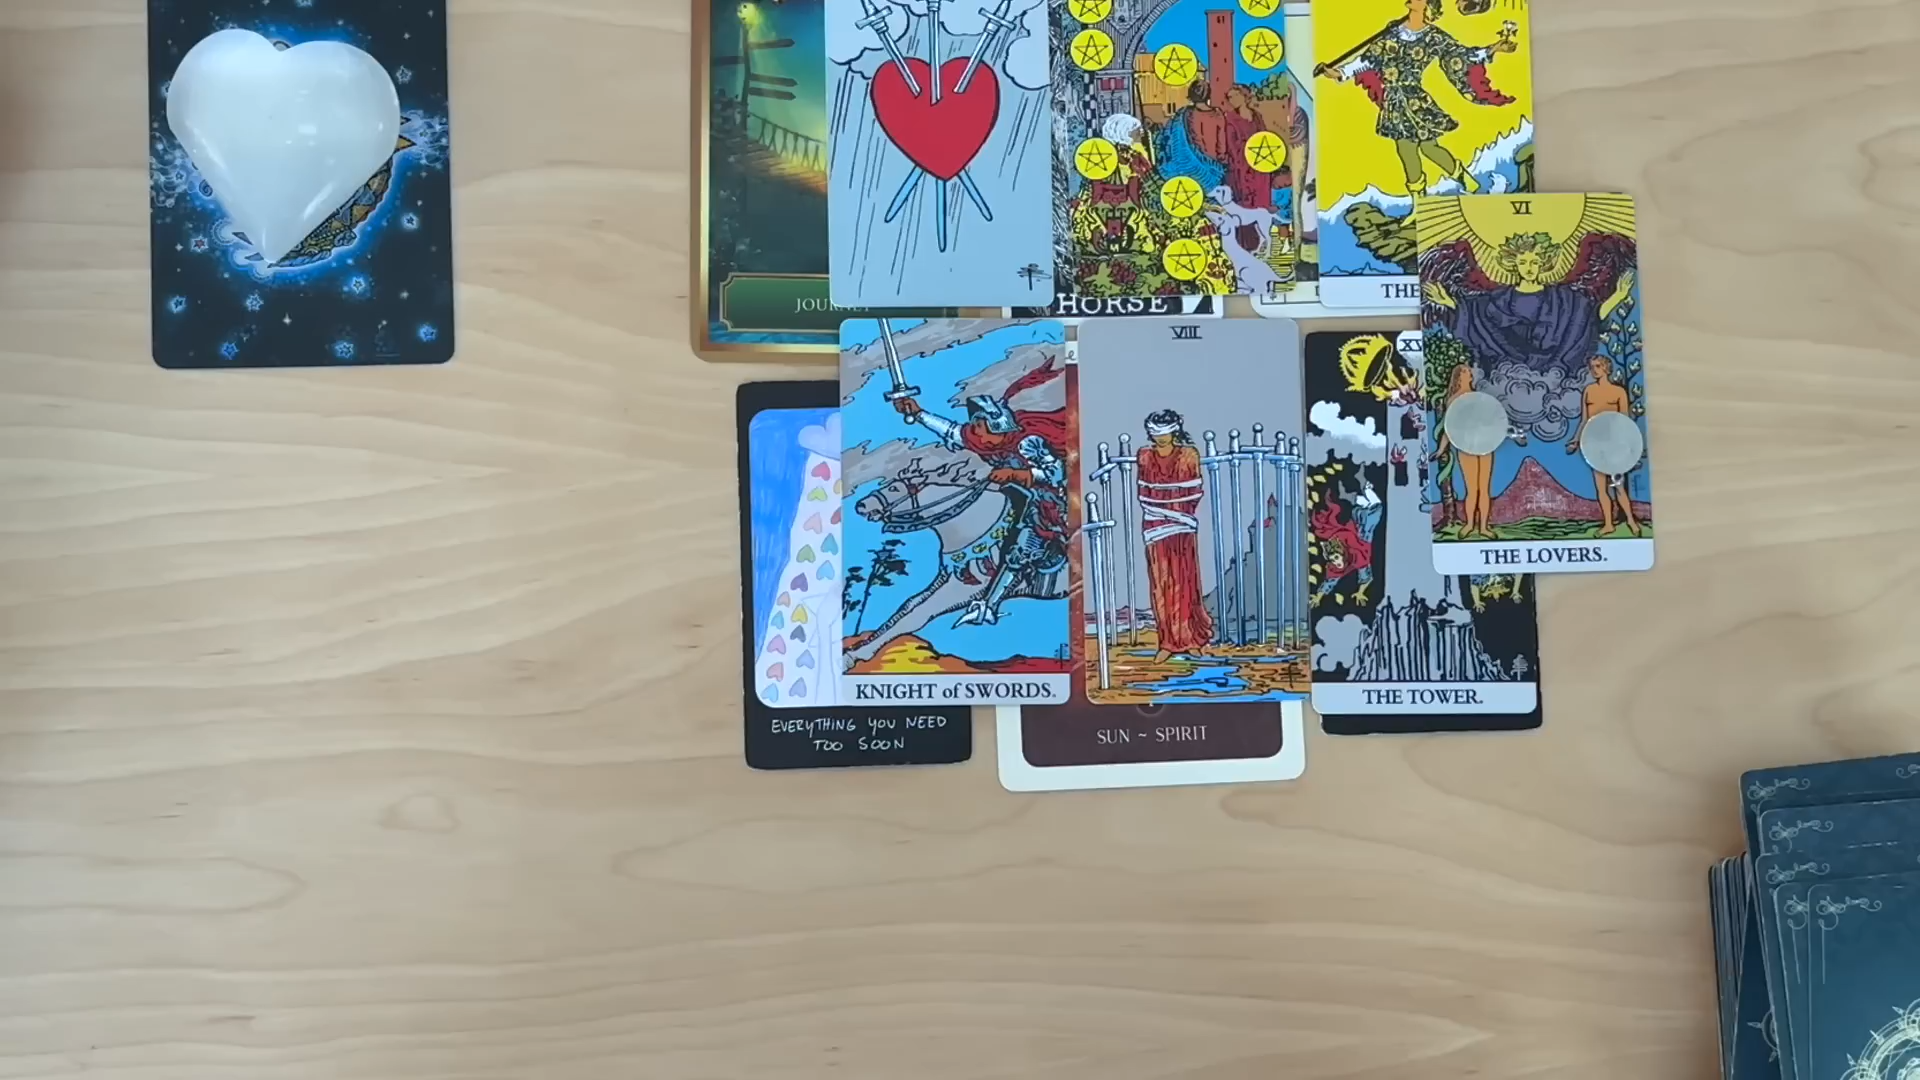 VI
JOURNEY
THE
HORSE
VIII
XV
THE LOVERS.
KNIGHT of SWORDS.
THE TOWER.
EVERYTHING YOU NEED
TOO SOON
SUN ~ SPIRIT